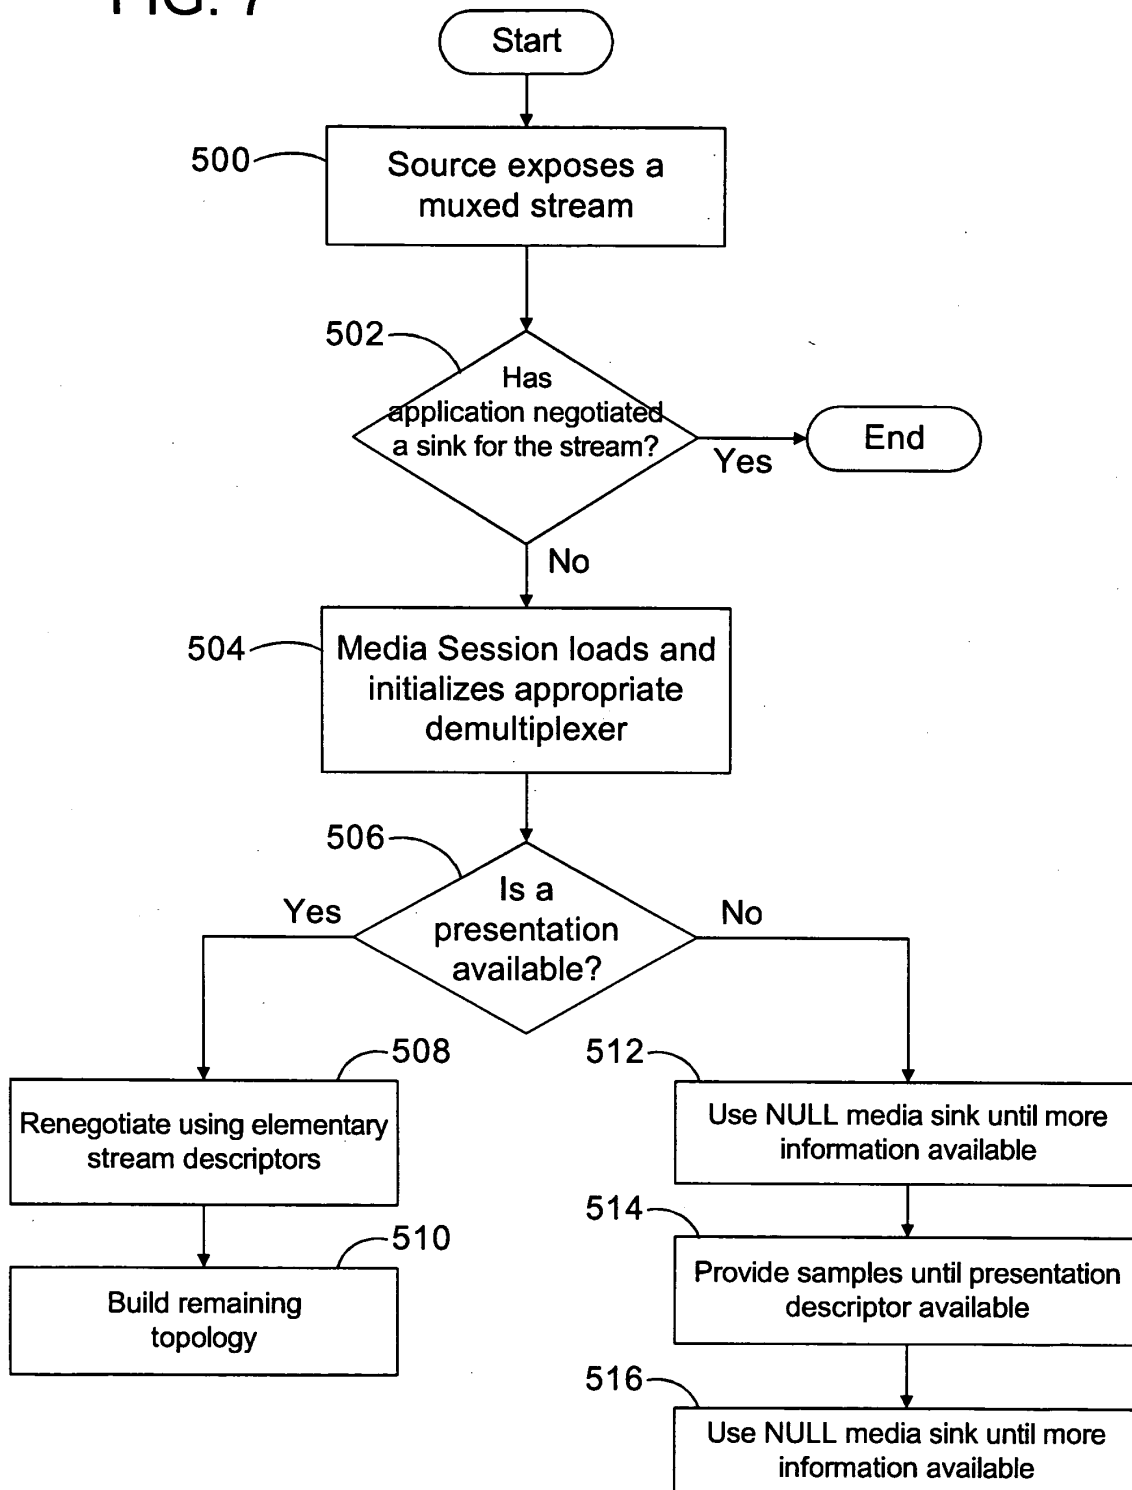 FIG. 7
Start
500
Source exposes a
muxed stream
502
Has
application negotiated
a sink for the stream?
Yes
End
No
504
Media Session loads and
initializes appropriate
demultiplexer
506
Is a
presentation
available?
Yes
No
508
Renegotiate using elementary
stream descriptors
510
Build remaining
topology
512
Use NULL media sink until more
information available
514
Provide samples until presentation
descriptor available
516
Use NULL media sink until more
information available